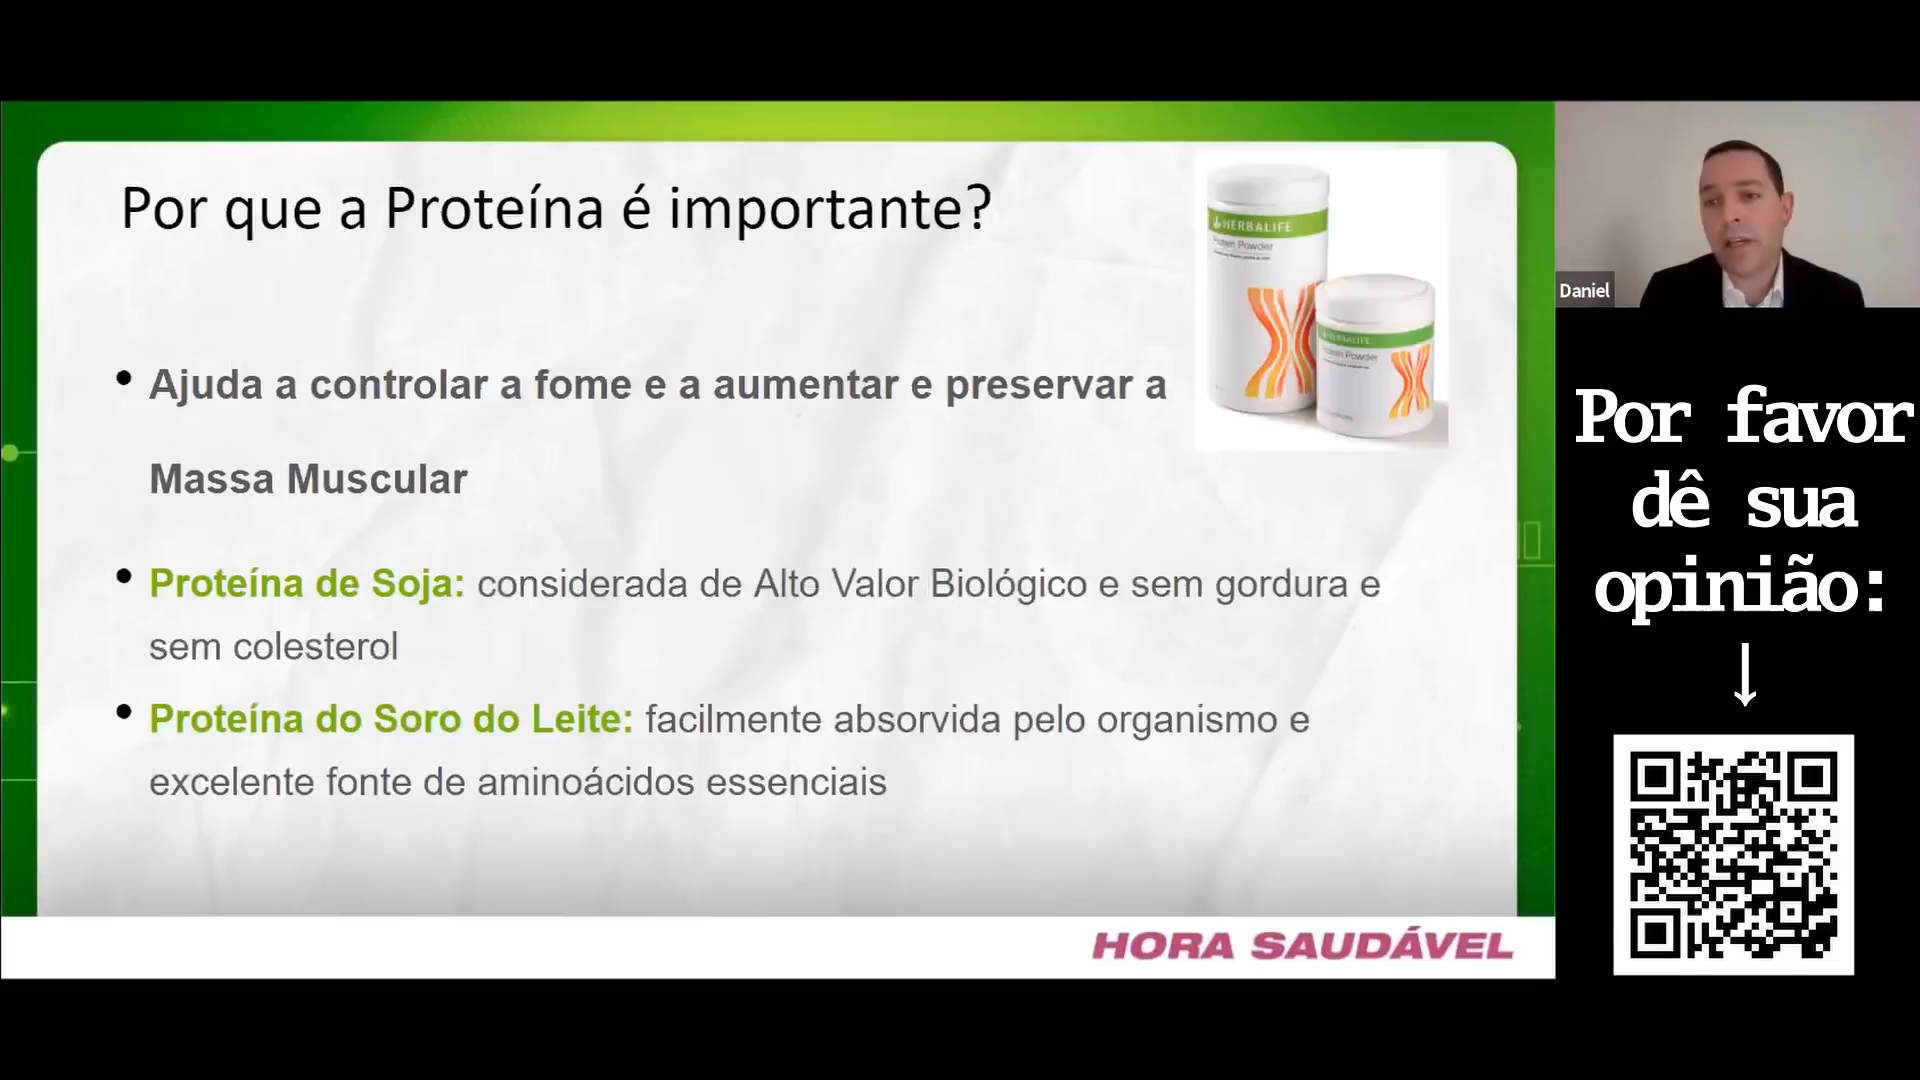 Por que a Proteína é importante?
HERBALIFE
Protein Powder
HERBALIFE
Protein Powder
Ajuda a controlar a fome e a aumentar e preservar a
Massa Muscular
Proteína de Soja: considerada de Alto Valor Biológico e sem gordura e
sem colesterol
Proteína do Soro do Leite: facilmente absorvida pelo organismo e
excelente fonte de aminoácidos essenciais
HORA SAUDÁVEL
Daniel
Por favor
dê sua
opinião:
↓